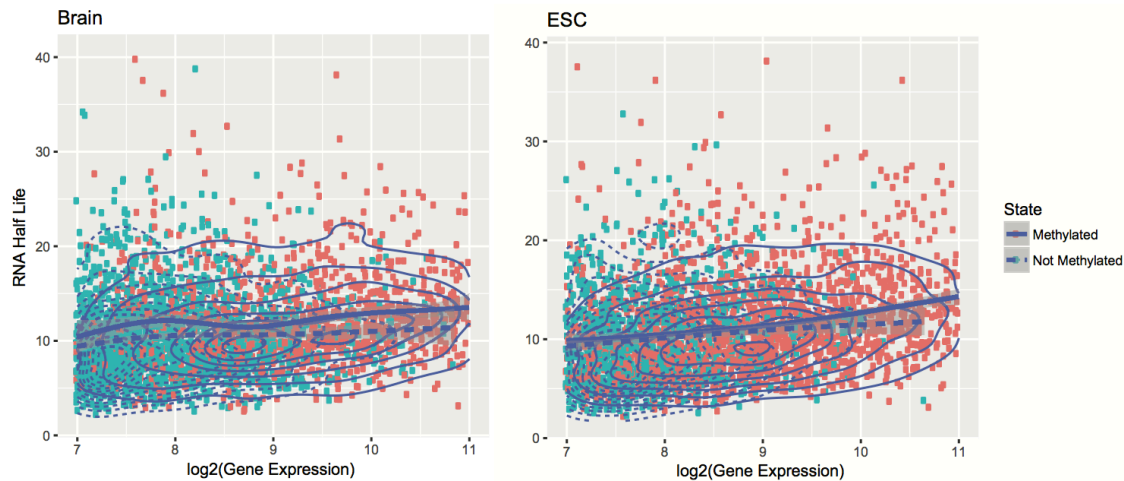 Brain
40
30
20
10
0
RNA Half Life
7 8 9 10 11
log2(Gene Expression)
ESC
40
30
20
10
0
7 8 9 10 11
log2(Gene Expression)
State
Methylated
Not Methylated